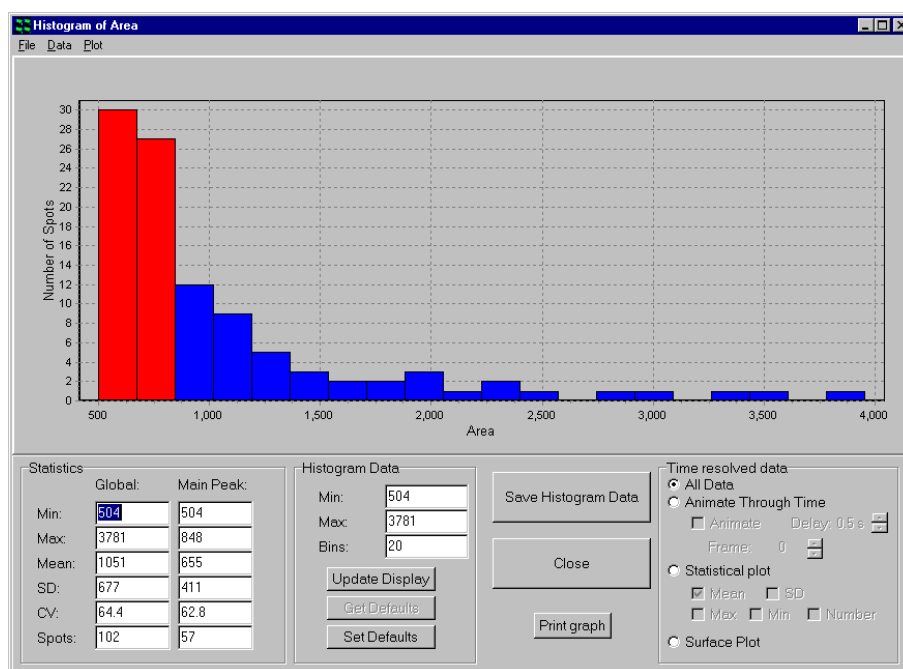 Histogram of Area
File Data Plot
30
28
26
24
22
20
18
16
14
12
10
8
6
4
2
0
Number of Spots
500 1,000 1,500 2,000 2,500 3,000 3,500 4,000
Area
Statistics
Global: Main Peak:
Min: 504 504
Max: 3781 848
Mean: 1051 655
SD: 677 411
CV: 64.4 62.8
Spots: 102 57
Histogram Data
Min: 504
Max: 3781
Bins: 20
Update Display
Get Defaults
Set Defaults
Save Histogram Data
Close
Print graph
Time resolved data
All Data
Animate Through Time
Animate Delay: 0.5 s
Frame: 0
Statistical plot
Mean SD
Max Min Number
Surface Plot